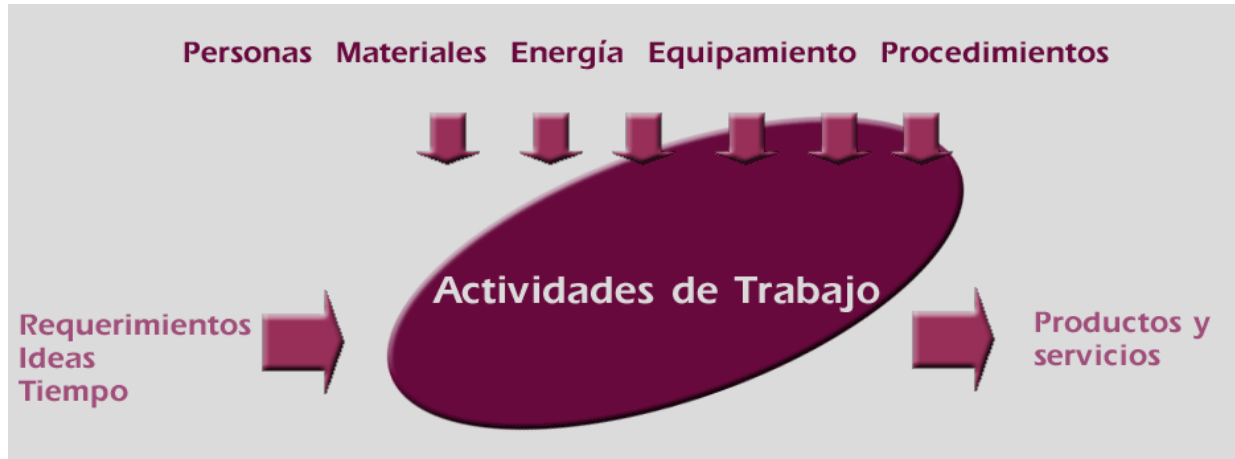 Personas Materiales Energía Equipamiento Procedimientos
Actividades de Trabajo
Requerimientos
Ideas
Tiempo
Productos y
servicios